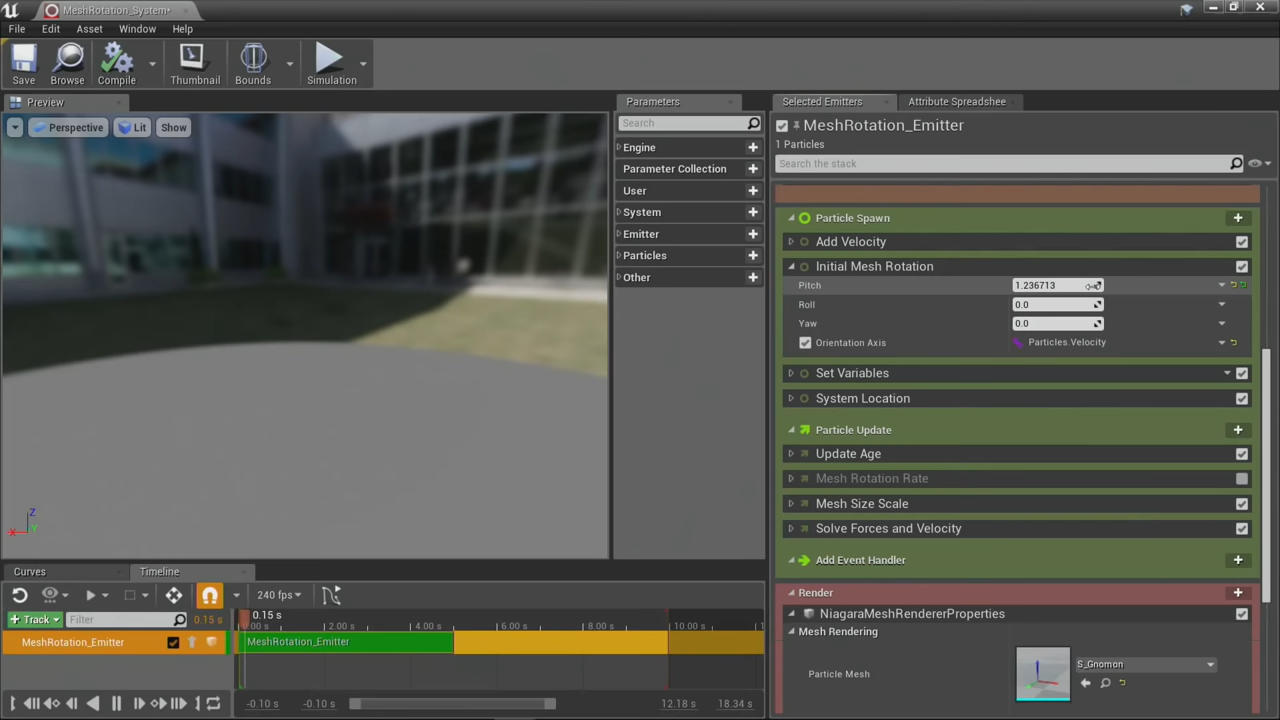 MeshRotation_System*
File Edit Asset Window Help
Save Browse Compile Thumbnail Bounds Simulation
Preview
Perspective Lit Show
Z
X Y
Parameters
Search
Engine
Parameter Collection
User
System
Emitter
Particles
Other
Selected Emitters Attribute Spreadshee
MeshRotation_Emitter
1 Particles
Search the stack
Particle Spawn
Add Velocity
Initial Mesh Rotation
Pitch 1.236713
Roll 0.0
Yaw 0.0
Orientation Axis Particles.Velocity
Set Variables
System Location
Particle Update
Update Age
Mesh Rotation Rate
Mesh Size Scale
Solve Forces and Velocity
Add Event Handler
Render
NiagaraMeshRendererProperties
Mesh Rendering
Particle Mesh S_Gnomon
Curves Timeline
240 fps
Track Filter 0.15 s
0.15 s
0.00 s 2.00 s 4.00 s 6.00 s 8.00 s 10.00 s
MeshRotation_Emitter MeshRotation_Emitter
-0.10 s -0.10 s 12.18 s 18.34 s